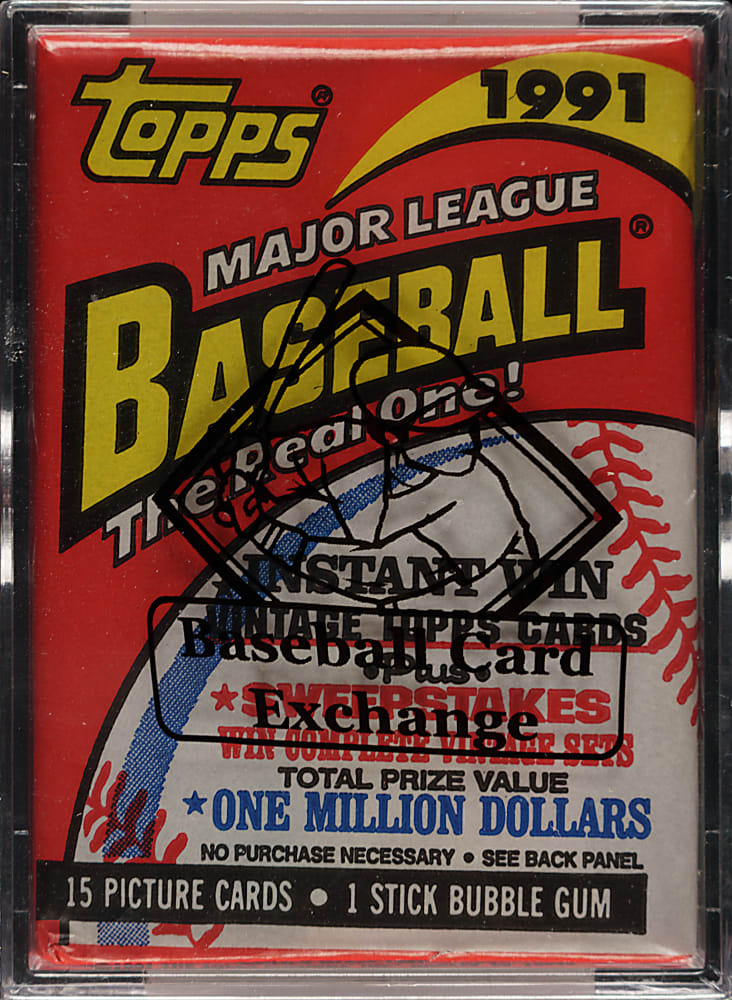 Topps®
1991
MAJOR LEAGUE
BASEBALL®
The Real One!
★INSTANT WIN
VINTAGE TOPPS CARDS
•Plus•
Baseball Card
★SWEEPSTAKES
Exchange
WIN COMPLETE VINTAGE SETS
TOTAL PRIZE VALUE
★ONE MILLION DOLLARS
NO PURCHASE NECESSARY • SEE BACK PANEL
15 PICTURE CARDS • 1 STICK BUBBLE GUM